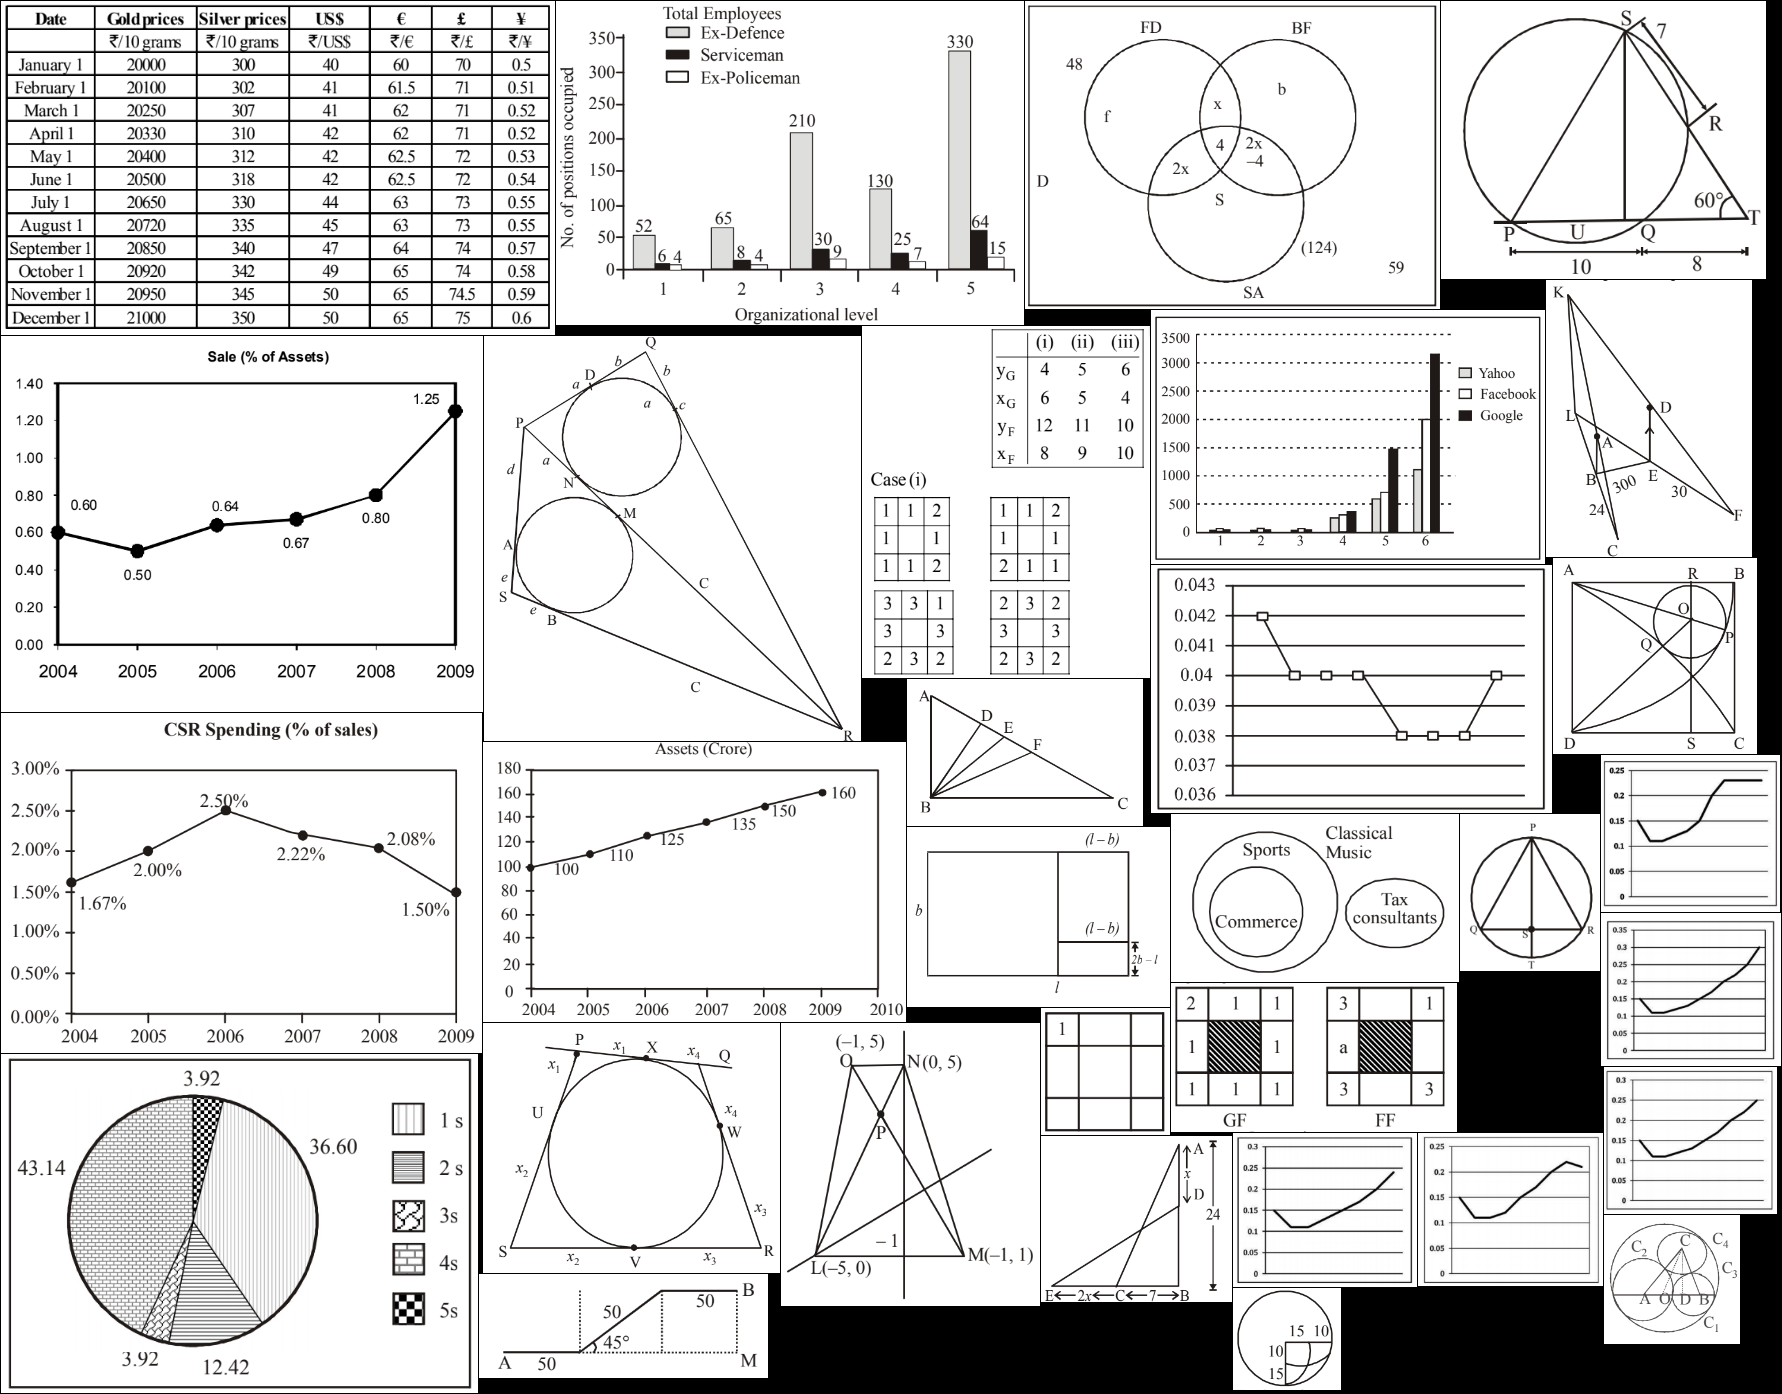 Date Gold prices Silver prices US$ € £ ¥
₹/10 grams ₹/10 grams ₹/US$ ₹/€ ₹/£ ₹/¥
January 1 20000 300 40 60 70 0.5
February 1 20100 302 41 61.5 71 0.51
March 1 20250 307 41 62 71 0.52
April 1 20330 310 42 62 71 0.52
May 1 20400 312 42 62.5 72 0.53
June 1 20500 318 42 62.5 72 0.54
July 1 20650 330 44 63 73 0.55
August 1 20720 335 45 63 73 0.55
September 1 20850 340 47 64 74 0.57
October 1 20920 342 49 65 74 0.58
November 1 20950 345 50 65 74.5 0.59
December 1 21000 350 50 65 75 0.6
Total Employees
Ex-Defence
Serviceman
Ex-Policeman
No. of positions occupied
350
300
250
200
150
100
50
0
52 6 4
65 8 4
210 30 9
130 25 7
330 64 15
1 2 3 4 5
Organizational level
FD BF
48
f x b
4 2x
–4
2x
D S
(124)
59
SA
S 7
R
60° T
P U Q
10 8
Sale (% of Assets)
1.40
1.20
1.00
0.80
0.60
0.40
0.20
0.00
0.60 0.50 0.64 0.67 0.80 1.25
2004 2005 2006 2007 2008 2009
Q
b b
D
a a c
P
d a
N
M
A
e C
S
e
B
C
R
(i) (ii) (iii)
yG 4 5 6
xG 6 5 4
yF 12 11 10
xF 8 9 10
Case (i)
1 1 2 1 1 2
1 1 1 1
1 1 2 2 1 1
3 3 1 2 3 2
3 3 3 3
2 3 2 2 3 2
3500
3000
2500
2000
1500
1000
500
0
1 2 3 4 5 6
Yahoo
Facebook
Google
K
L D
A
B E
300
30
24 F
C
0.043
0.042
0.041
0.04
0.039
0.038
0.037
0.036
A R B
O
Q P
D S C
CSR Spending (% of sales)
3.00%
2.50%
2.00%
1.50%
1.00%
0.50%
0.00%
1.67% 2.00% 2.50% 2.22% 2.08% 1.50%
2004 2005 2006 2007 2008 2009
Assets (Crore)
180
160
140
120
100
80
60
40
20
0
100 110 125 135 150 160
2004 2005 2006 2007 2008 2009 2010
A
D
E
F
B C
(l – b)
b
(l – b)
2b – l
l
Classical
Music
Sports
Commerce
Tax
consultants
P
Q S R
T
0.25
0.2
0.15
0.1
0.05
0
0.35
0.3
0.25
0.2
0.15
0.1
0.05
0
0.3
0.25
0.2
0.15
0.1
0.05
0
1
2 1 1 3 1
1 1 a
1 1 1 3 3
GF FF
3.92
36.60
43.14
3.92
12.42
1 s
2 s
3s
4s
5s
P x1 X x4 Q
x1
U x4
W
x2 x3
S x2 V x3 R
(–1, 5)
O N(0, 5)
P
– 1
L(–5, 0) M(–1, 1)
A
x
D
24
E 2x C 7 B
0.3
0.25
0.2
0.15
0.1
0.05
0
0.25
0.2
0.15
0.1
0.05
0
C2 C C4
C3
A O D B
C1
50 50 B
45°
A 50 M
15 10
10
15